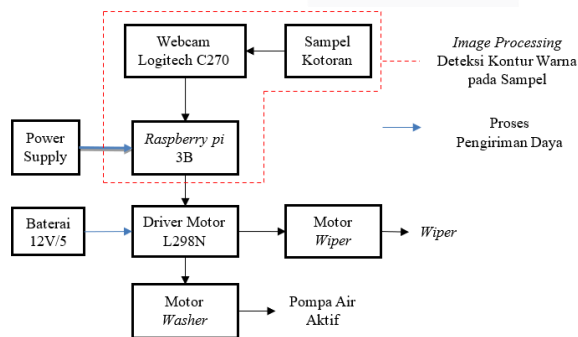 Webcam
Logitech C270
Sampel
Kotoran
Image Processing
Deteksi Kontur Warna
pada Sampel
Power
Supply
Raspberry pi
3B
Proses
Pengiriman Daya
Baterai
12V/5
Driver Motor
L298N
Motor
Wiper
Wiper
Motor
Washer
Pompa Air
Aktif